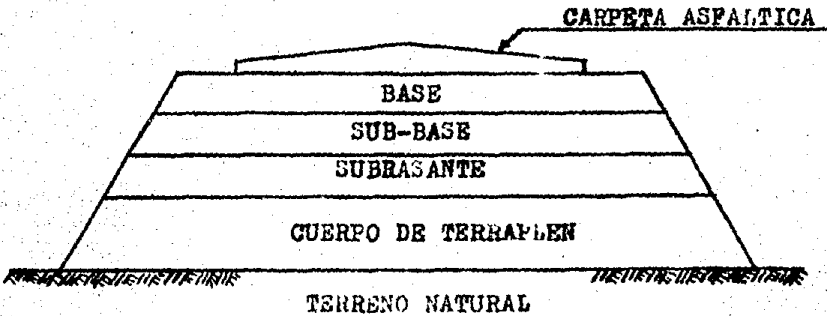 CARPETA ASFALTICA
BASE
SUB-BASE
SUBRASANTE
CUERPO DE TERRAPLEN
TERRENO NATURAL